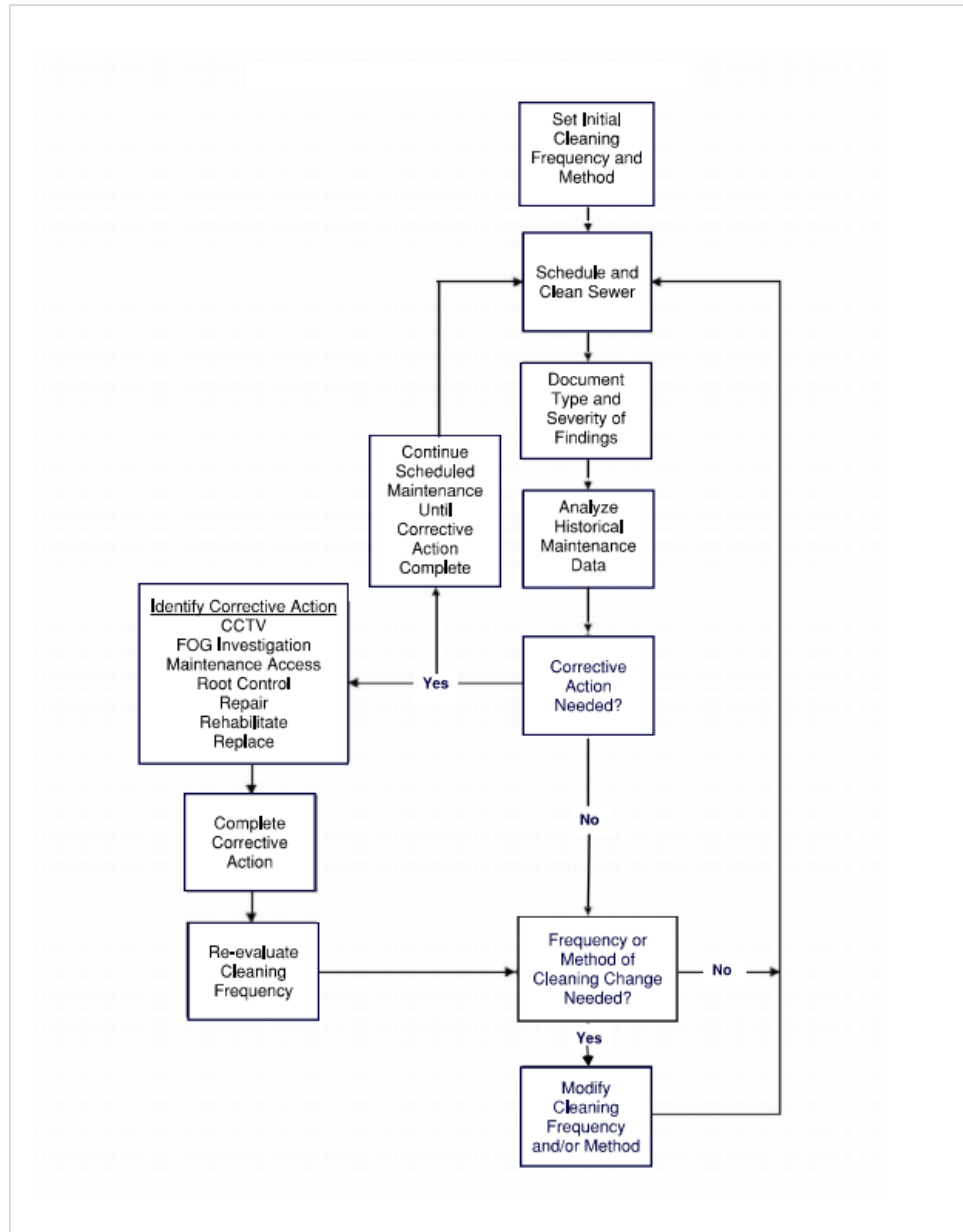 Set Initial
Cleaning
Frequency and
Method
Schedule and
Clean Sewer
Document
Type and
Severity of
Findings
Continue
Scheduled
Maintenance
Until
Corrective
Action
Complete
Analyze
Historical
Maintenance
Data
Identify Corrective Action
CCTV
FOG Investigation
Maintenance Access
Root Control
Repair
Rehabilitate
Replace
Yes
Corrective
Action
Needed?
No
Complete
Corrective
Action
Re-evaluate
Cleaning
Frequency
Frequency or
Method of
Cleaning Change
Needed?
No
Yes
Modify
Cleaning
Frequency
and/or Method